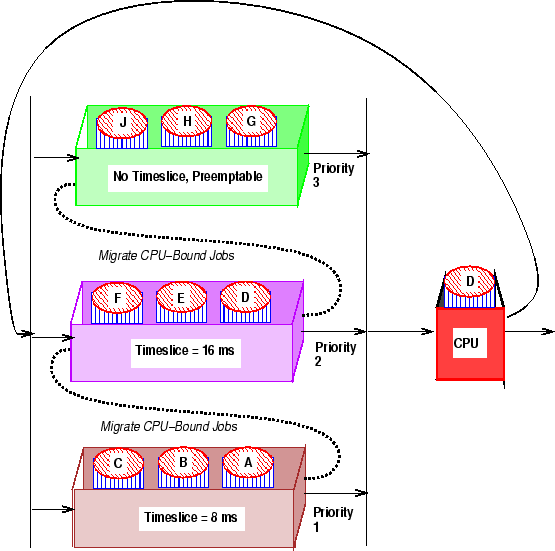 J H G
No Timeslice, Preemptable
Priority
3
Migrate CPU–Bound Jobs
F E D
D
Timeslice = 16 ms
Priority
2
CPU
Migrate CPU–Bound Jobs
C B A
Timeslice = 8 ms
Priority
1